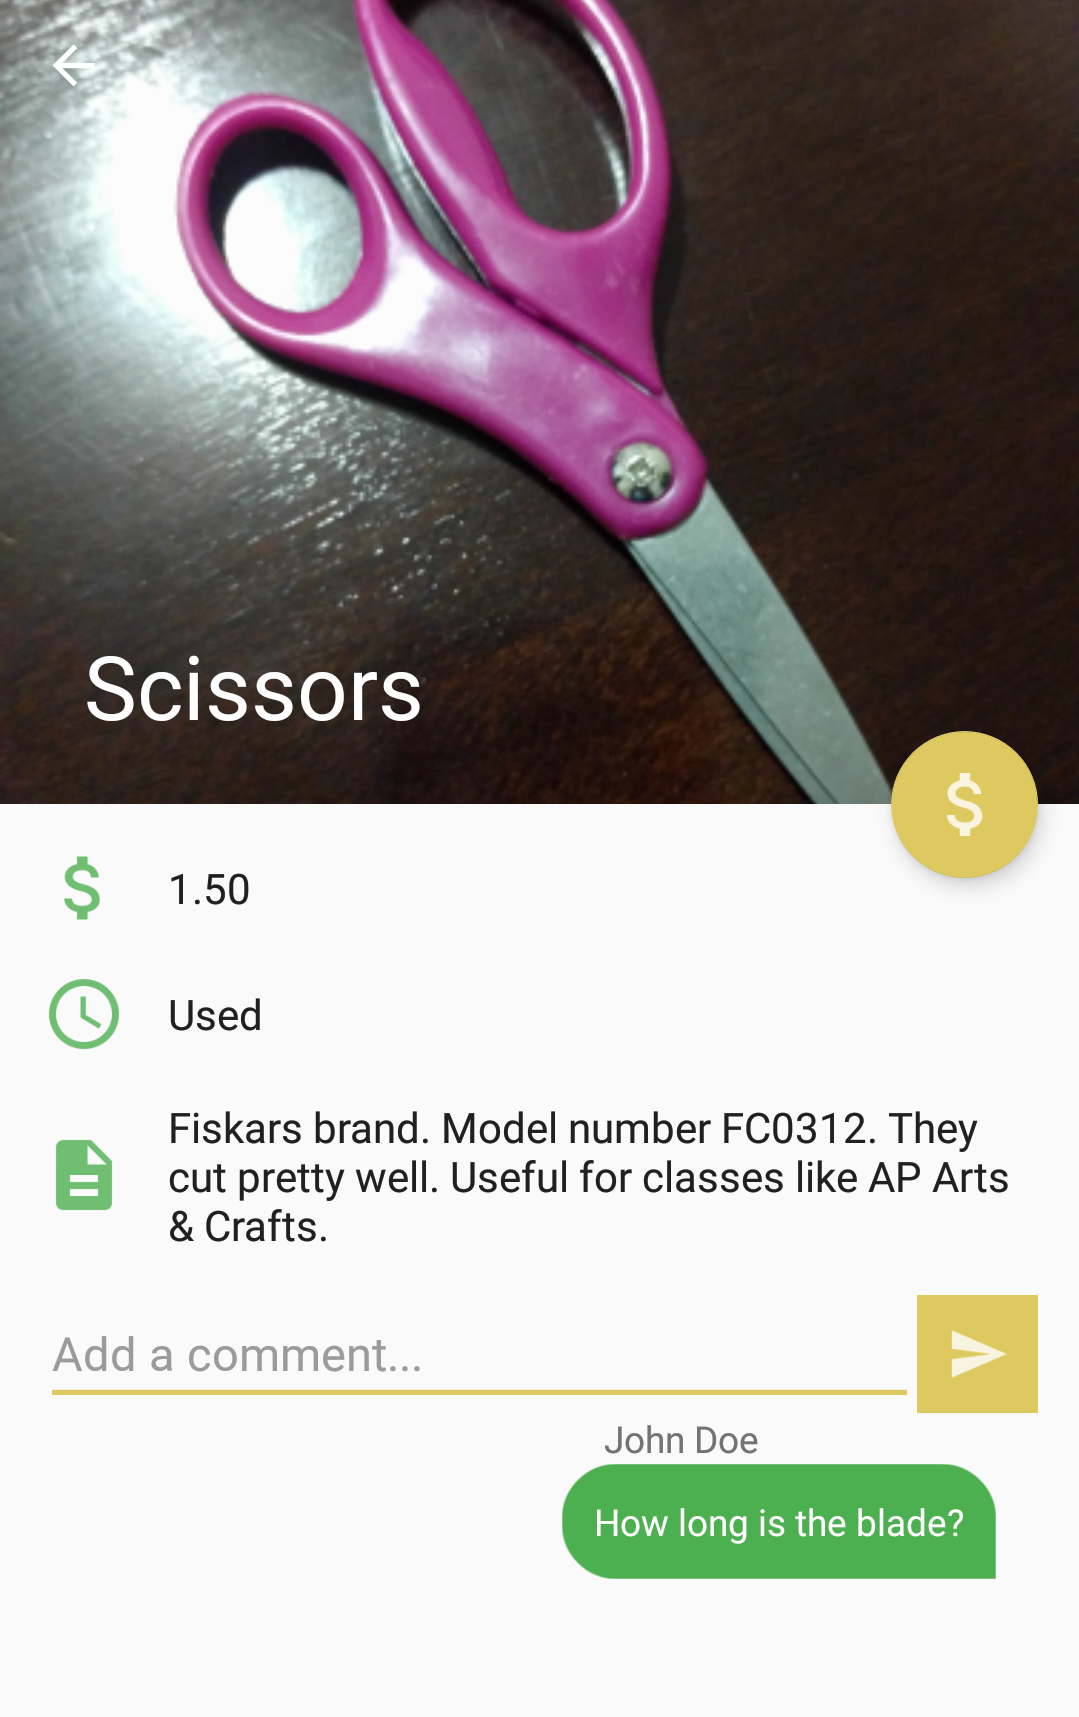 Scissors
$
$ 1.50
Used
Fiskars brand. Model number FC0312. They
cut pretty well. Useful for classes like AP Arts
& Crafts.
Add a comment...
John Doe
How long is the blade?